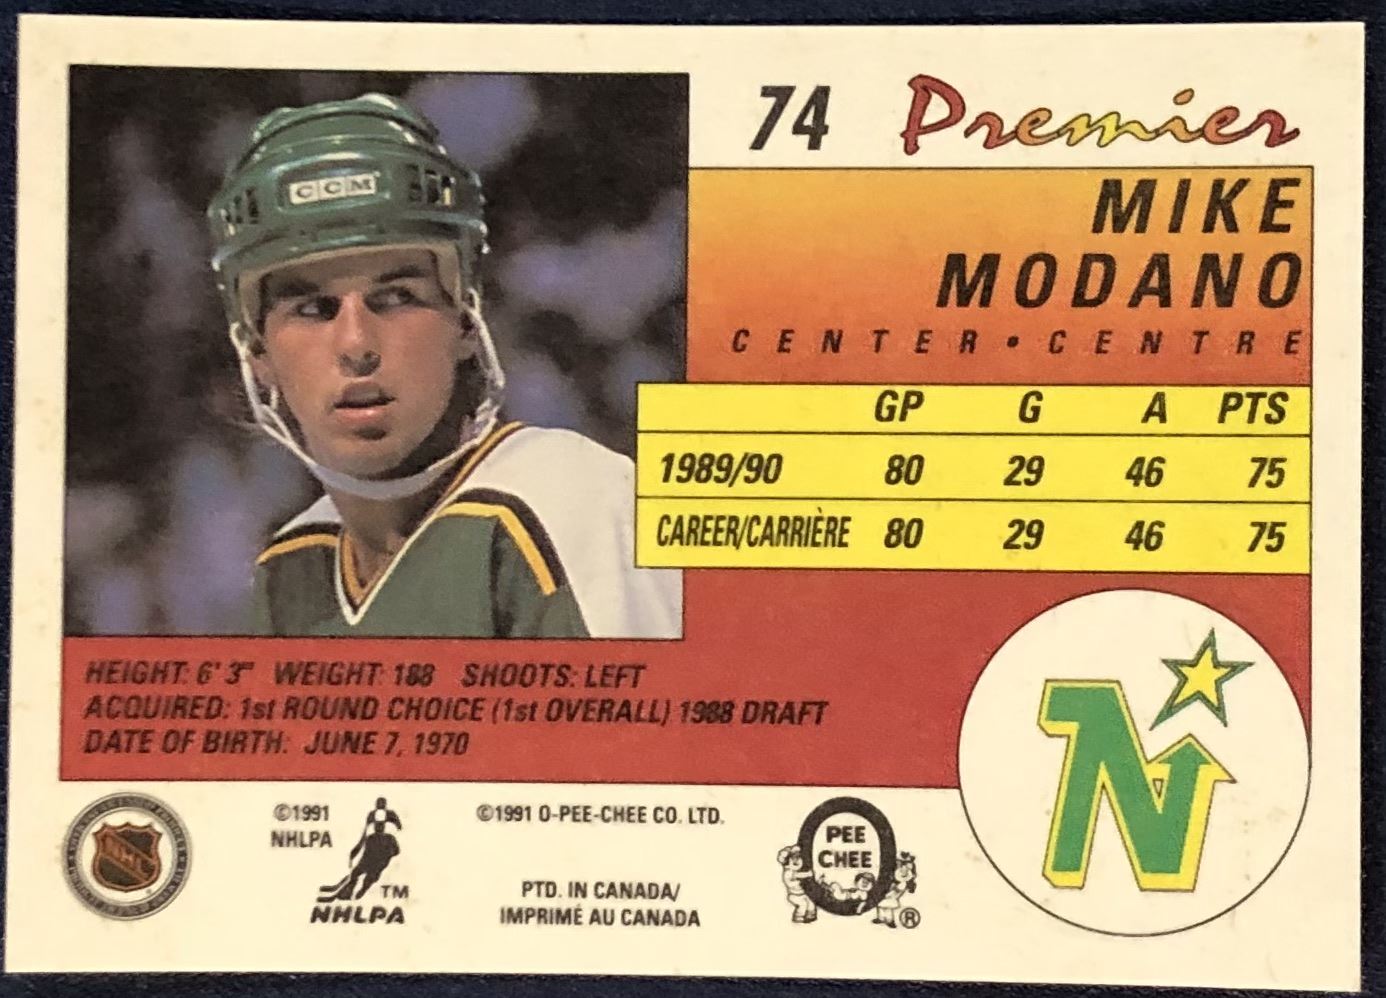 74 Premier
CCM
MIKE
MODANO
CENTER • CENTRE
GP G A PTS
1989/90 80 29 46 75
CAREER/CARRIÈRE 80 29 46 75
HEIGHT: 6' 3" WEIGHT: 188 SHOOTS: LEFT
ACQUIRED: 1st ROUND CHOICE (1st OVERALL) 1988 DRAFT
DATE OF BIRTH: JUNE 7, 1970
N
NHL
©1991
NHLPA
TM
NHLPA
©1991 O-PEE-CHEE CO. LTD.
PTD. IN CANADA/
IMPRIMÉ AU CANADA
O
PEE
CHEE
®